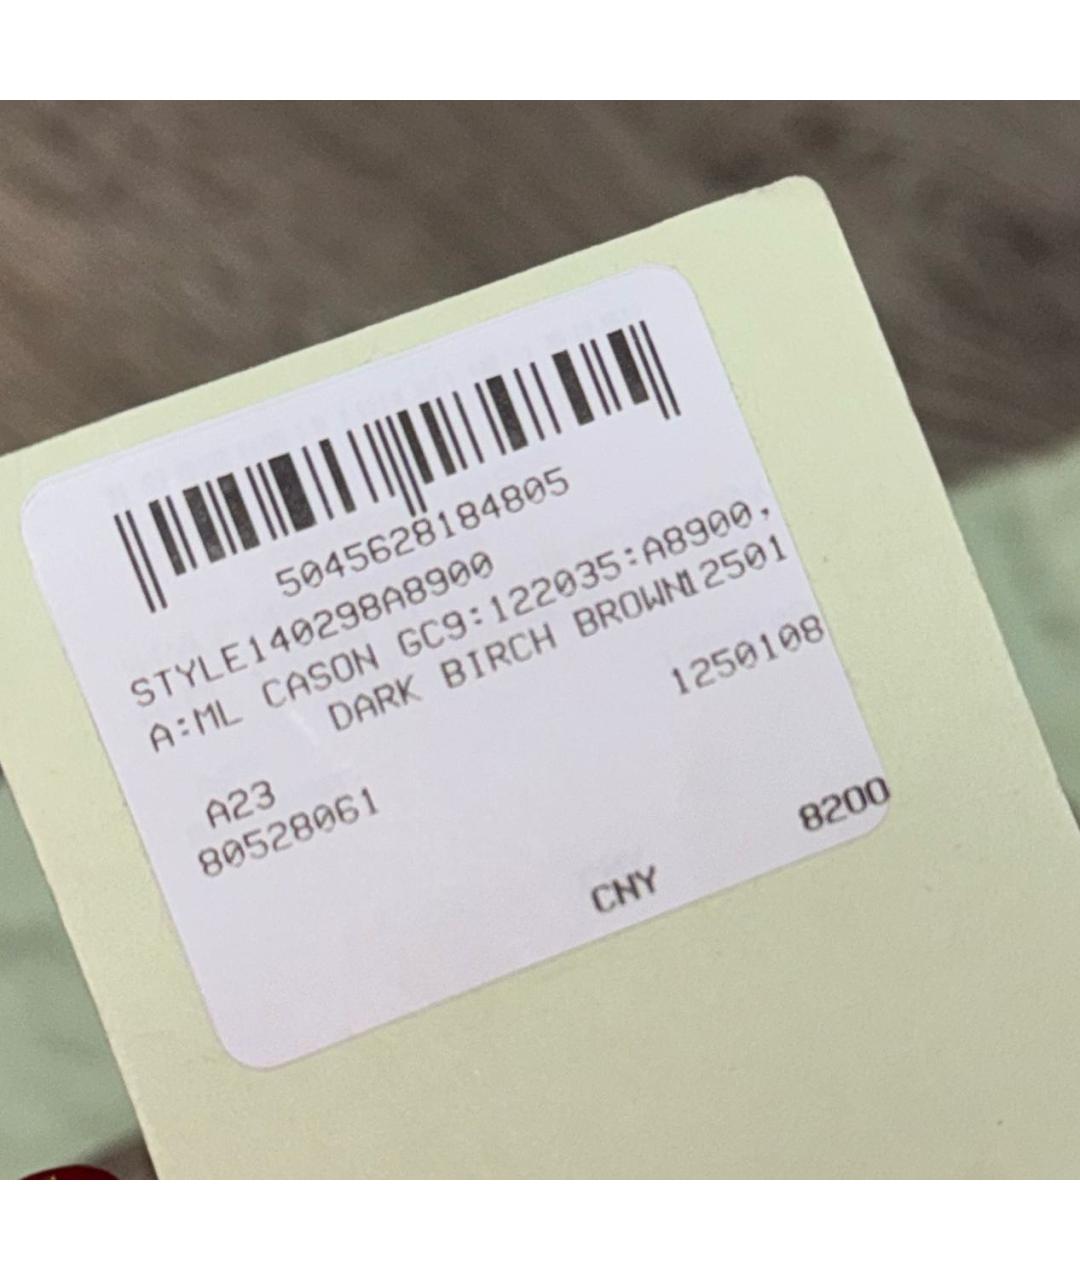 5045628184805
STYLE140298A8900
A:ML CASON GC9:122035:A8900,
DARK BIRCH BROWN12501
1250108
A23
80528061
8200
CNY